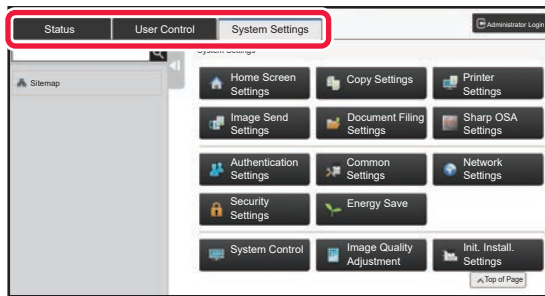 Status User Control System Settings Administrator Login
System Settings
Sitemap
Home Screen Settings Copy Settings Printer Settings
Image Send Settings Document Filing Settings Sharp OSA Settings
Authentication Settings Common Settings Network Settings
Security Settings Energy Save
System Control Image Quality Adjustment Init. Install. Settings
Top of Page